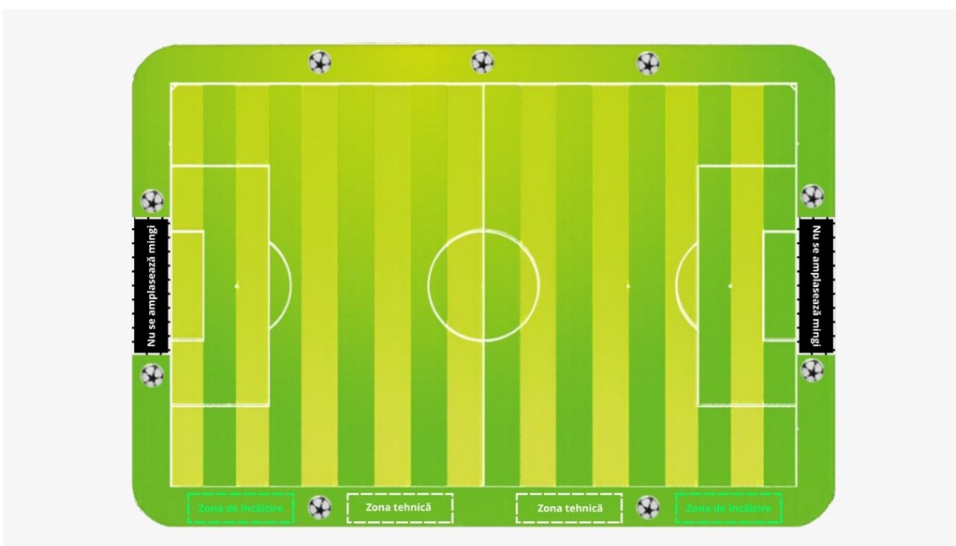 Nu se amplasează mingi
Nu se amplasează mingi
Zona de încălzire
Zona tehnică
Zona tehnică
Zona de încălzire